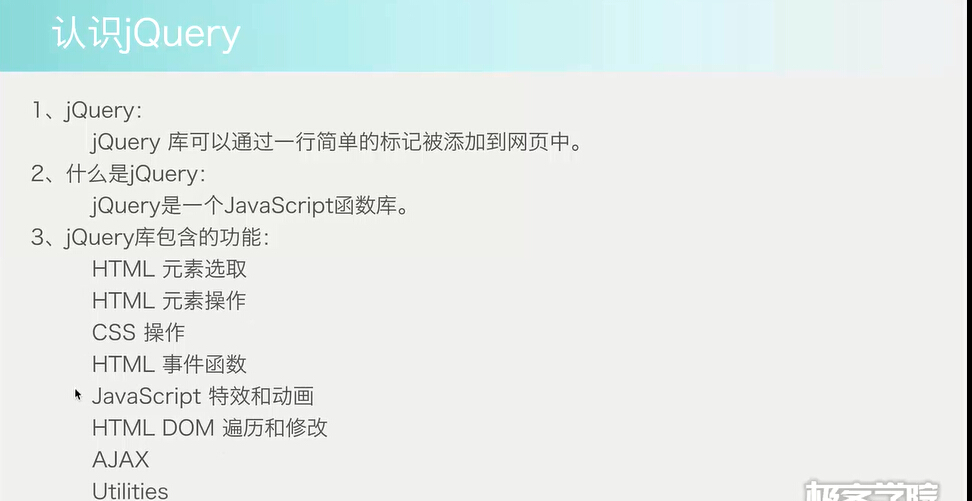 认识jQuery
1、jQuery：
jQuery 库可以通过一行简单的标记被添加到网页中。
2、什么是jQuery：
jQuery是一个JavaScript函数库。
3、jQuery库包含的功能：
HTML 元素选取
HTML 元素操作
CSS 操作
HTML 事件函数
JavaScript 特效和动画
HTML DOM 遍历和修改
AJAX
Utilities
极客学院